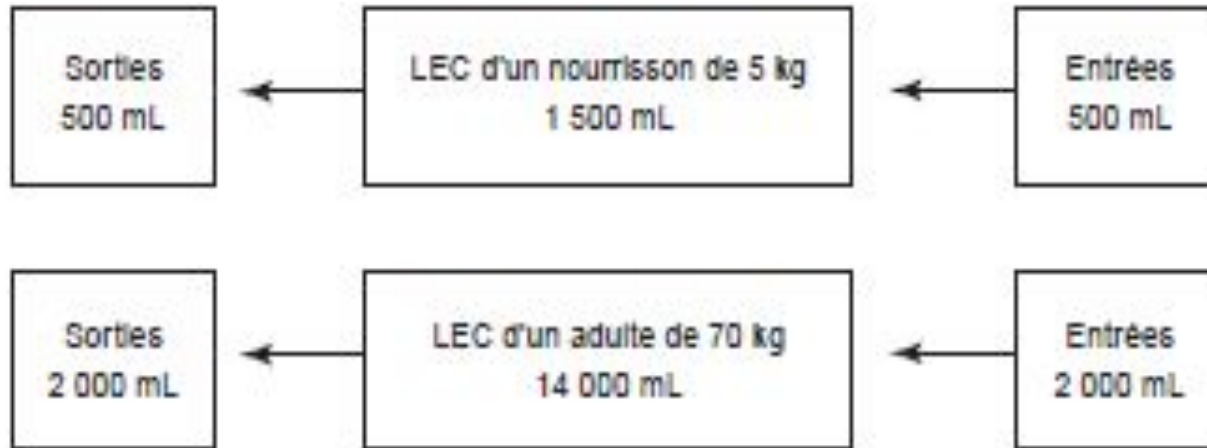 Sorties
500 mL
LEC d'un nourrisson de 5 kg
1 500 mL
Entrées
500 mL
Sorties
2 000 mL
LEC d'un adulte de 70 kg
14 000 mL
Entrées
2 000 mL